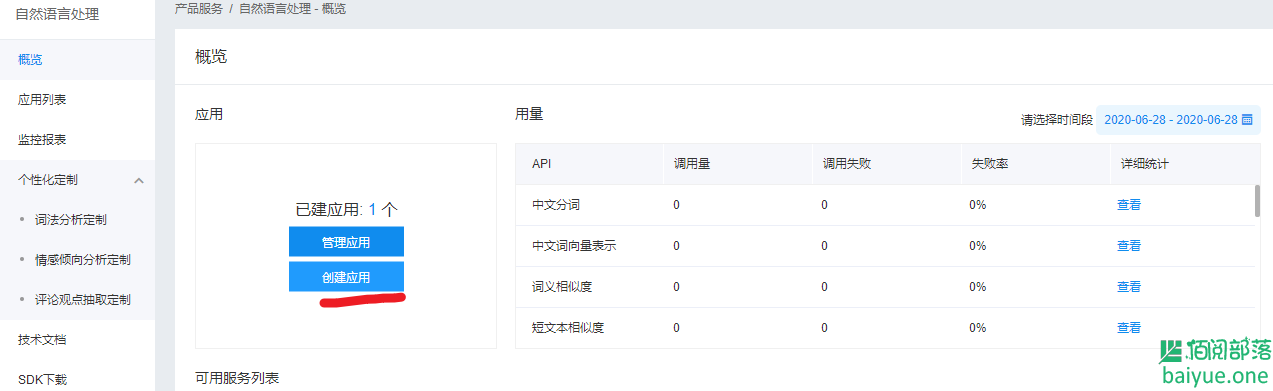 自然语言处理
概览
应用列表
监控报表
个性化定制
词法分析定制
情感倾向分析定制
评论观点抽取定制
技术文档
SDK下载
产品服务 / 自然语言处理 - 概览
概览
应用
已建应用: 1 个
管理应用
创建应用
用量
请选择时间段 2020-06-28 - 2020-06-28
API 调用量 调用失败 失败率 详细统计
中文分词 0 0 0% 查看
中文词向量表示 0 0 0% 查看
词义相似度 0 0 0% 查看
短文本相似度 0 0 0% 查看
可用服务列表
佰阅部落
baiyue.one